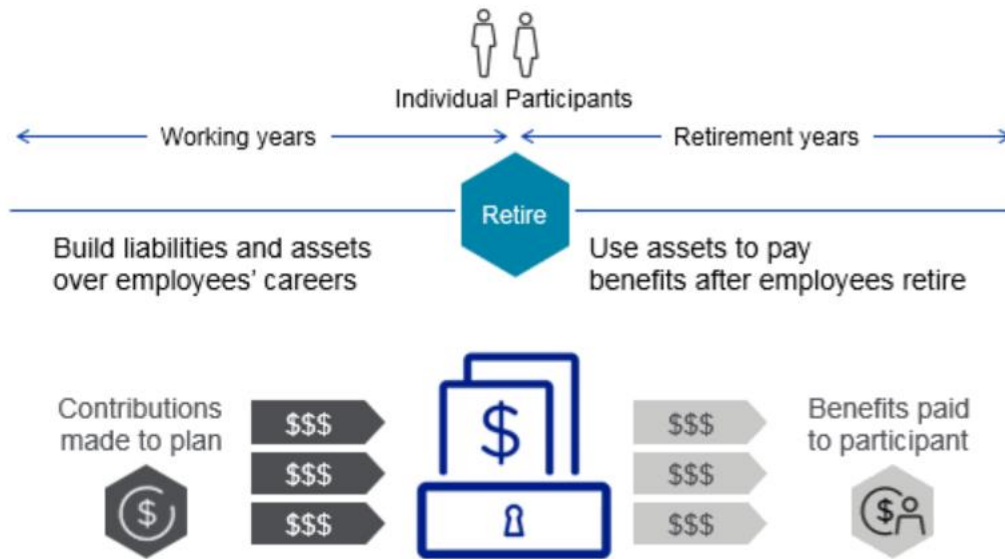 Individual Participants
Working years
Retirement years
Retire
Build liabilities and assets
over employees' careers
Use assets to pay
benefits after employees retire
Contributions
made to plan
$
$$$
$$$
$$$
$
$$$
$$$
$$$
Benefits paid
to participant
$